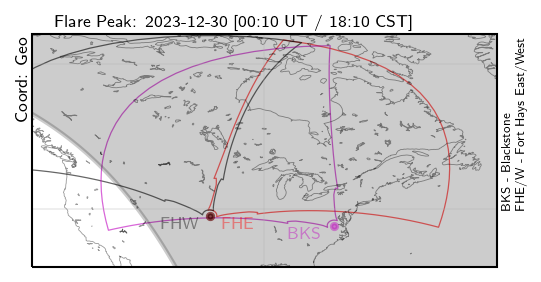 Flare Peak: 2023-12-30 [00:10 UT / 18:10 CST]
Coord: Geo
FHW
FHE
BKS
BKS - Blackstone
FHE/W - Fort Hays East/West